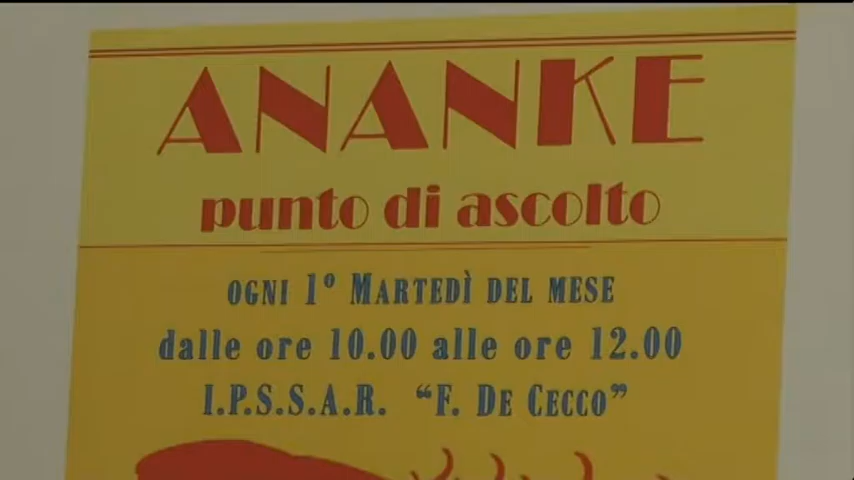 ANANKE
punto di ascolto
OGNI 1° MARTEDÌ DEL MESE
dalle ore 10.00 alle ore 12.00
I.P.S.S.A.R. “F. DE CECCO”